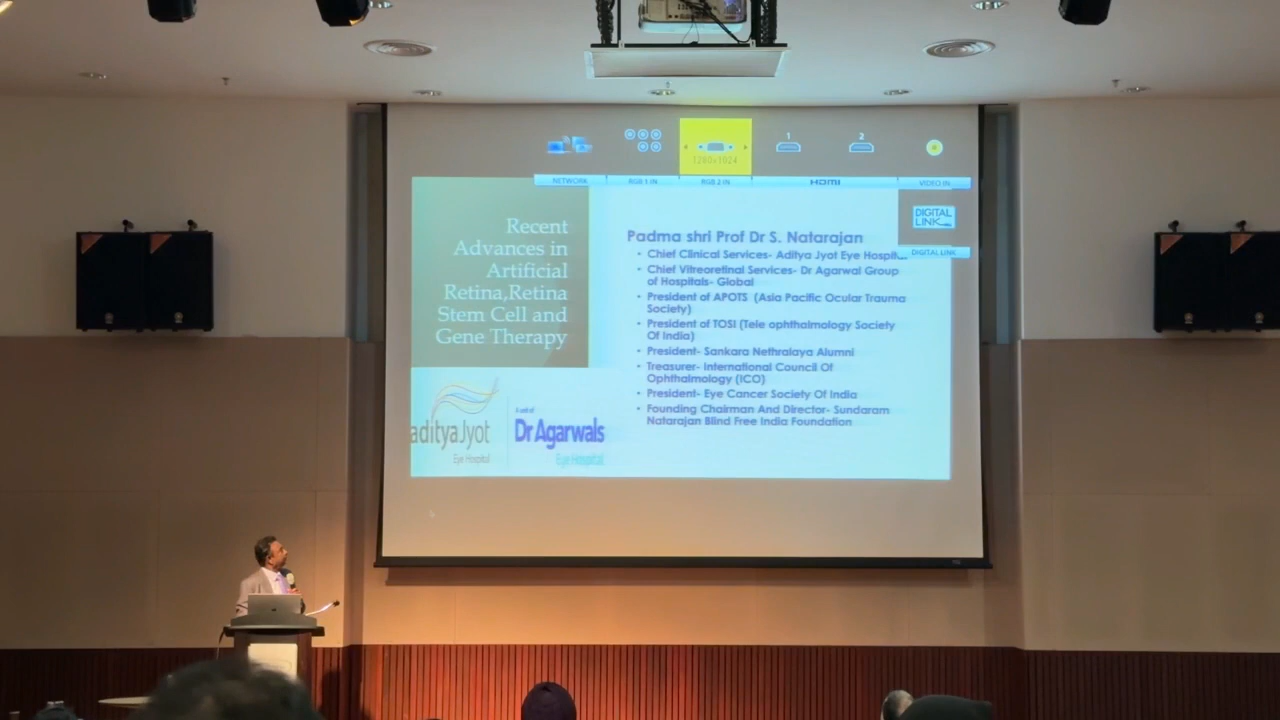 1
2
1280x1024
NETWORK
RGB 1 IN
RGB 2 IN
HDMI
VIDEO IN
DIGITAL
LINK
DIGITAL LINK
Recent
Advances in
Artificial
Retina,Retina
Stem Cell and
Gene Therapy
Padma shri Prof Dr S. Natarajan
• Chief Clinical Services- Aditya Jyot Eye
• Chief Vitreoretinal Services- Dr Agarwal Group
of Hospitals- Global
• President of APOTS (Asia Pacific Ocular Trauma
Society)
• President of TOSI (Tele ophthalmology Society
Of India)
• President- Sankara Nethralaya Alumni
• Treasurer- International Council Of
Ophthalmology (ICO)
• President- Eye Cancer Society Of India
• Founding Chairman And Director- Sundaram
Natarajan Blind Free India Foundation
adityaJyot
Eye Hospital
A unit of
Dr Agarwals
Eye Hospital